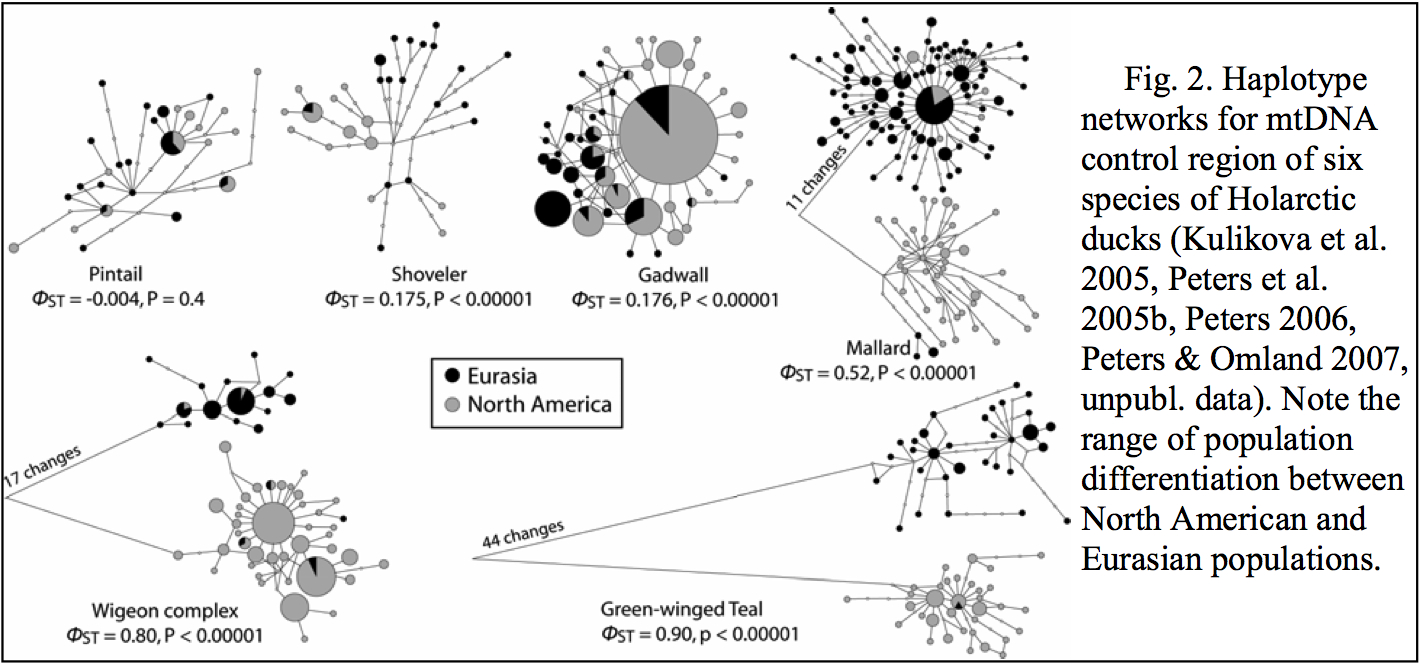 Pintail
ΦST = -0.004, P = 0.4
Shoveler
ΦST = 0.175, P < 0.00001
Gadwall
ΦST = 0.176, P < 0.00001
11 changes
Mallard
ΦST = 0.52, P < 0.00001
Eurasia
North America
17 changes
Wigeon complex
ΦST = 0.80, P < 0.00001
44 changes
Green-winged Teal
ΦST = 0.90, p < 0.00001
Fig. 2. Haplotype
networks for mtDNA
control region of six
species of Holarctic
ducks (Kulikova et al.
2005, Peters et al.
2005b, Peters 2006,
Peters & Omland 2007,
unpubl. data). Note the
range of population
differentiation between
North American and
Eurasian populations.